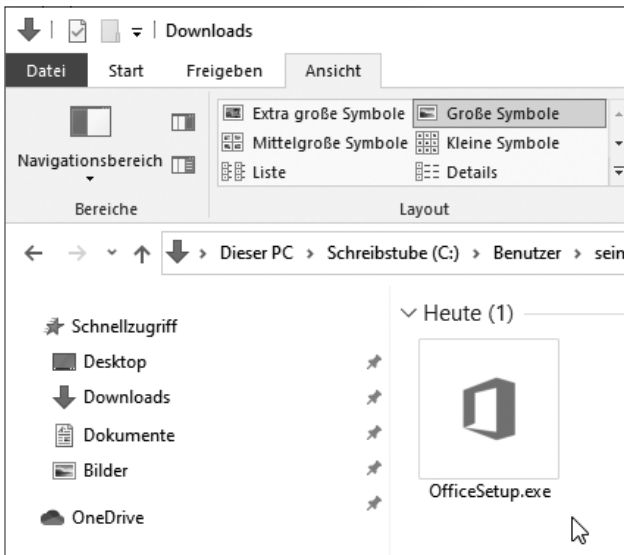 Downloads
Datei Start Freigeben Ansicht
Extra große Symbole Große Symbole
Mittelgroße Symbole Kleine Symbole
Navigationsbereich
Liste Details
Bereiche Layout
Dieser PC Schreibstube (C:) Benutzer sein
Heute (1)
Schnellzugriff
Desktop
Downloads
Dokumente
Bilder
OfficeSetup.exe
OneDrive